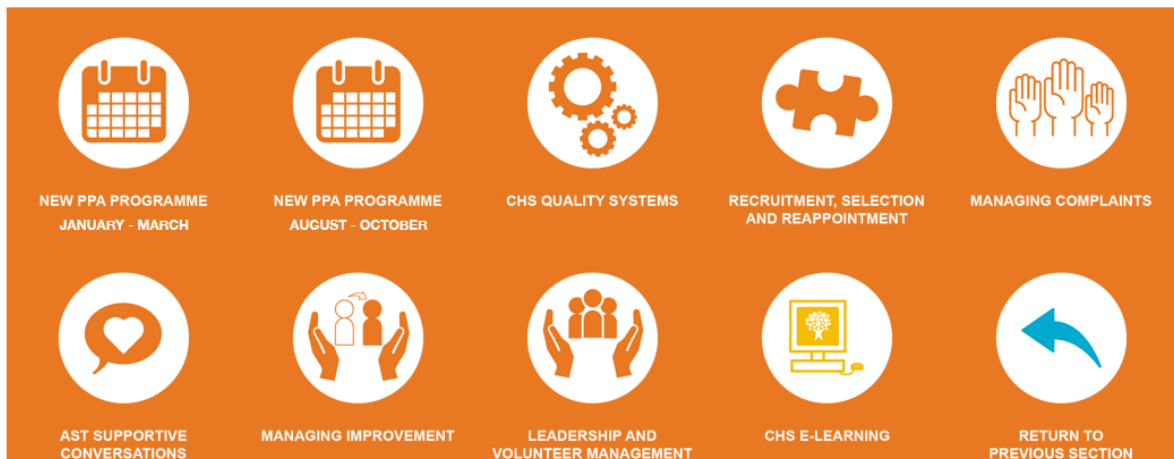 NEW PPA PROGRAMME
JANUARY - MARCH
NEW PPA PROGRAMME
AUGUST - OCTOBER
CHS QUALITY SYSTEMS
RECRUITMENT, SELECTION
AND REAPPOINTMENT
MANAGING COMPLAINTS
AST SUPPORTIVE
CONVERSATIONS
MANAGING IMPROVEMENT
LEADERSHIP AND
VOLUNTEER MANAGEMENT
CHS E-LEARNING
RETURN TO
PREVIOUS SECTION